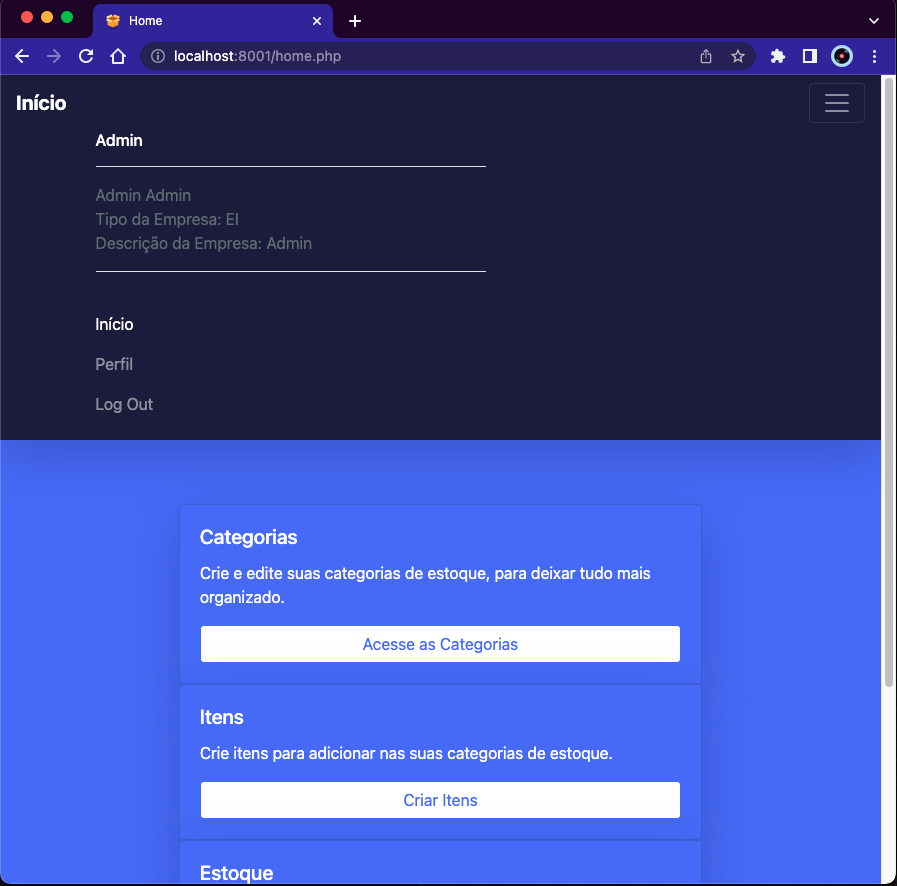 Home
localhost:8001/home.php
Início
Admin
Admin Admin
Tipo da Empresa: EI
Descrição da Empresa: Admin
Início
Perfil
Log Out
Categorias
Crie e edite suas categorias de estoque, para deixar tudo mais
organizado.
Acesse as Categorias
Itens
Crie itens para adicionar nas suas categorias de estoque.
Criar Itens
Estoque